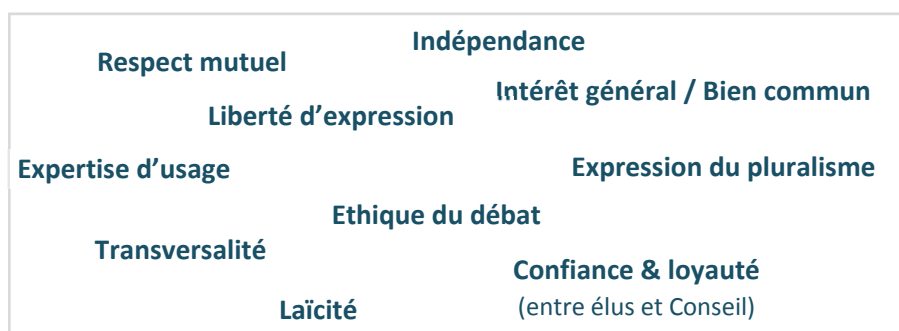 Indépendance
Respect mutuel
Intérêt général / Bien commun
Liberté d’expression
Expertise d’usage
Expression du pluralisme
Ethique du débat
Transversalité
Confiance & loyauté
(entre élus et Conseil)
Laïcité